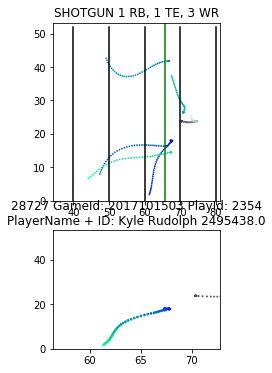 SHOTGUN 1 RB, 1 TE, 3 WR
50
40
30
20
10
0
40 50 60 70 80
28727 GameId: 2017101503 PlayId: 2354
PlayerName + ID: Kyle Rudolph 2495438.0
40
20
0
60 65 70